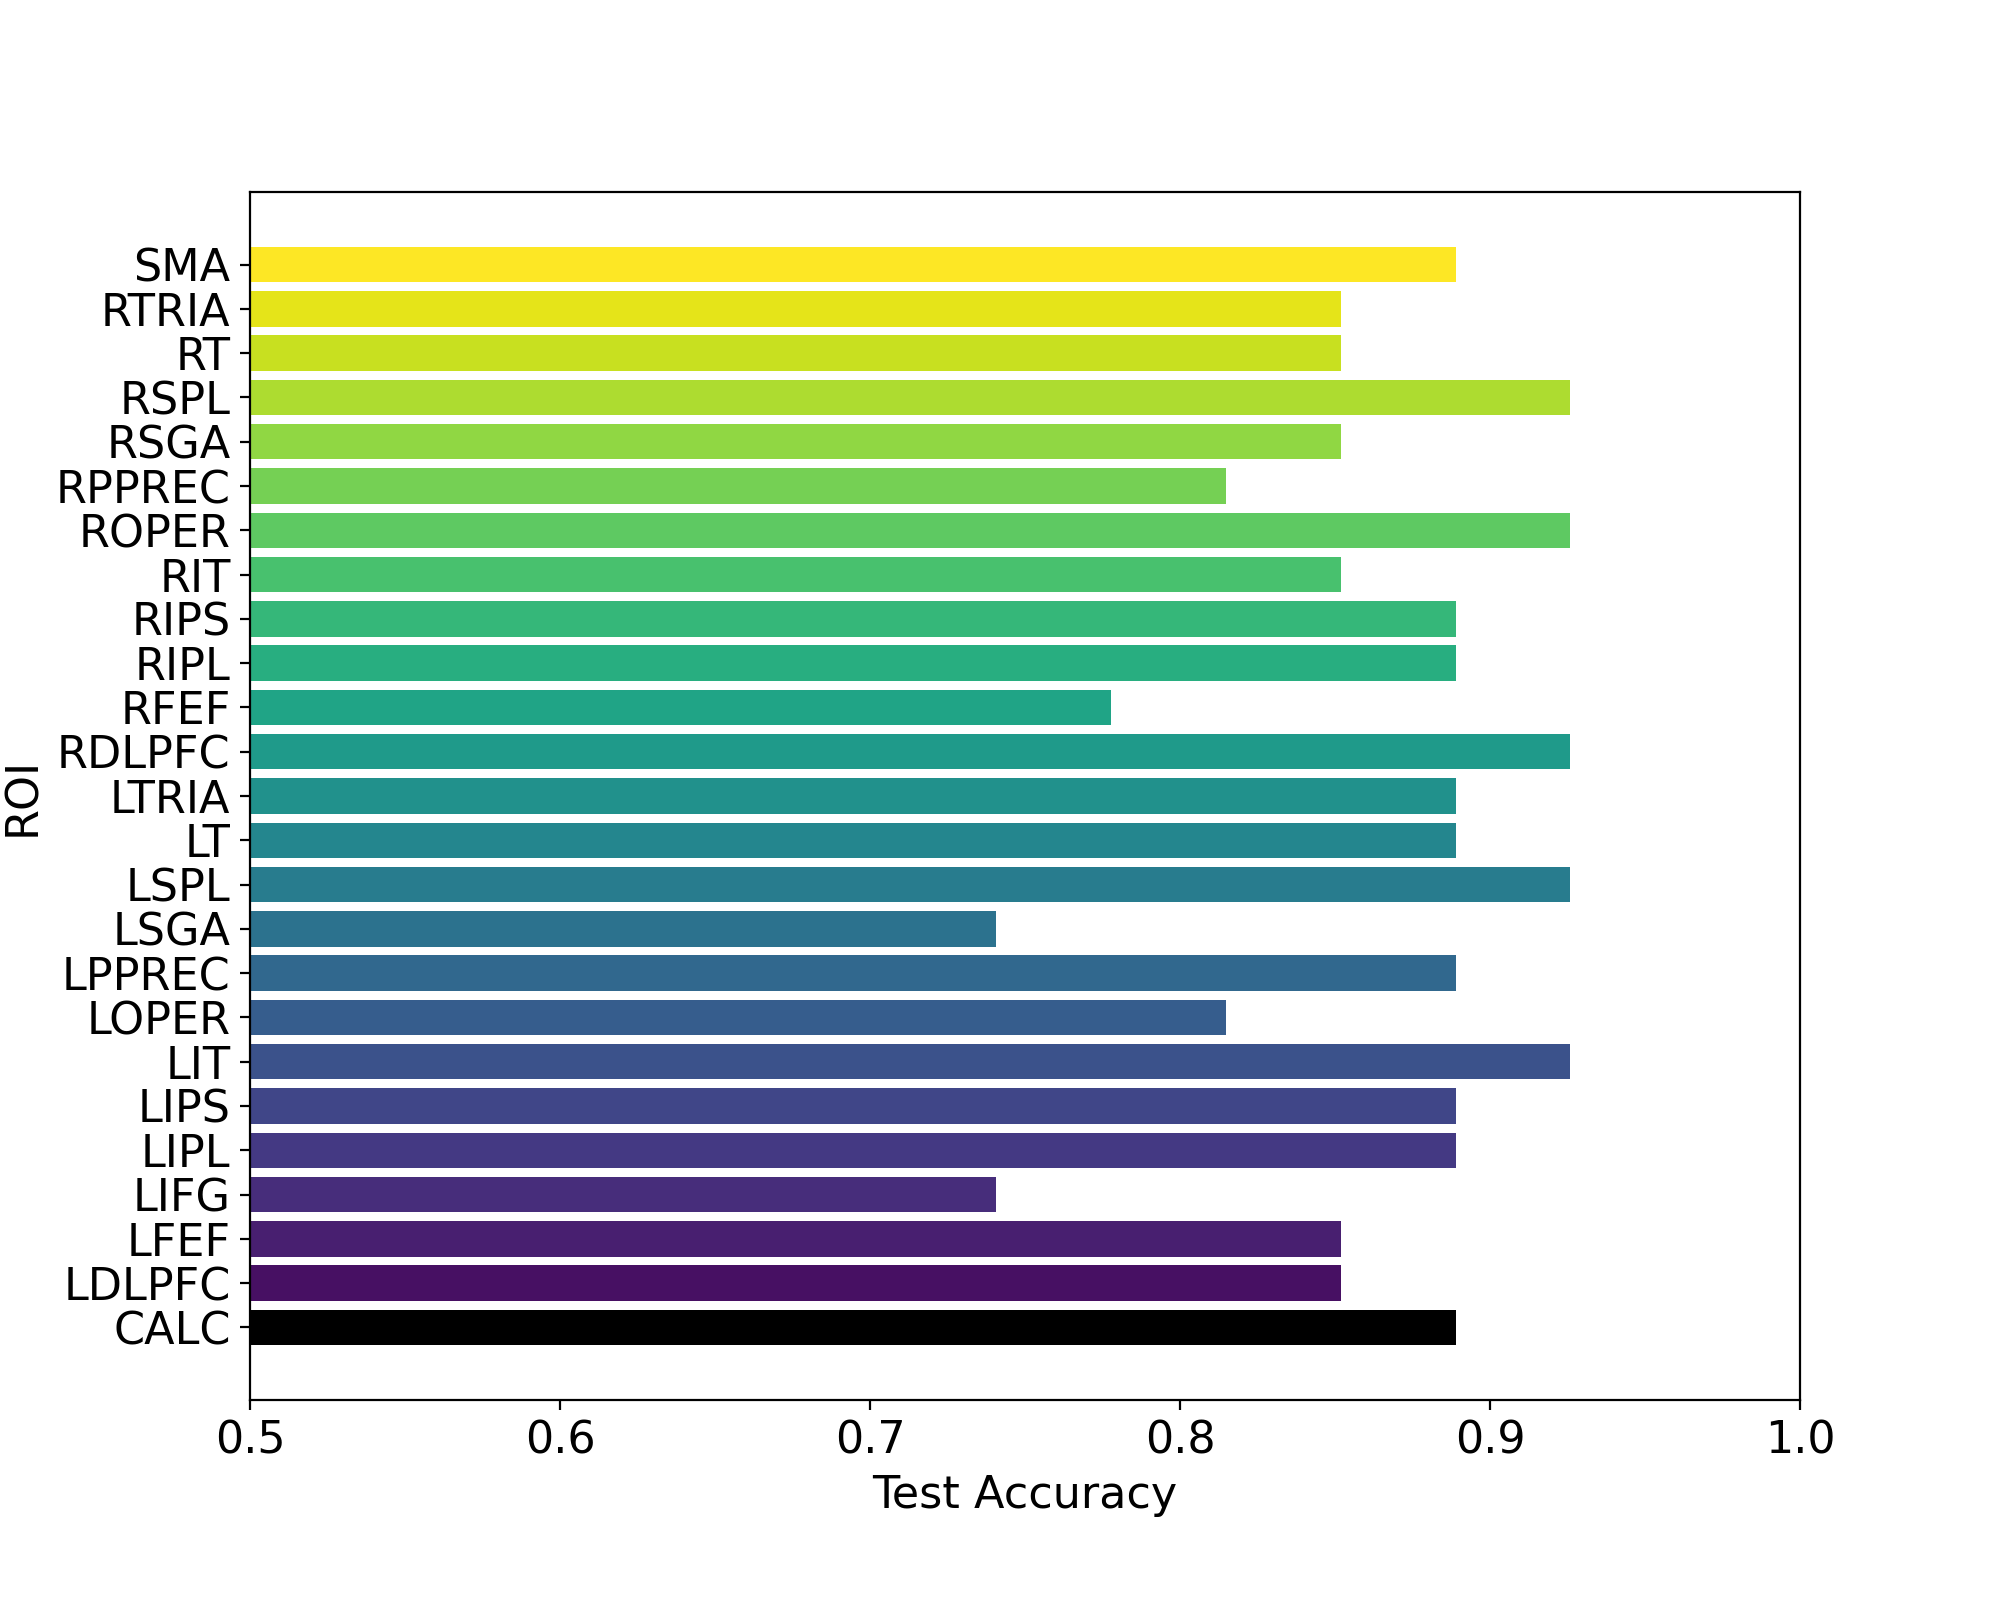 SMA
RTRIA
RT
RSPL
RSGA
RPPREC
ROPER
RIT
RIPS
RIPL
RFEF
RDLPFC
LTRIA
LT
LSPL
LSGA
LPPREC
LOPER
LIT
LIPS
LIPL
LIFG
LFEF
LDLPFC
CALC
ROI
0.5 0.6 0.7 0.8 0.9 1.0
Test Accuracy